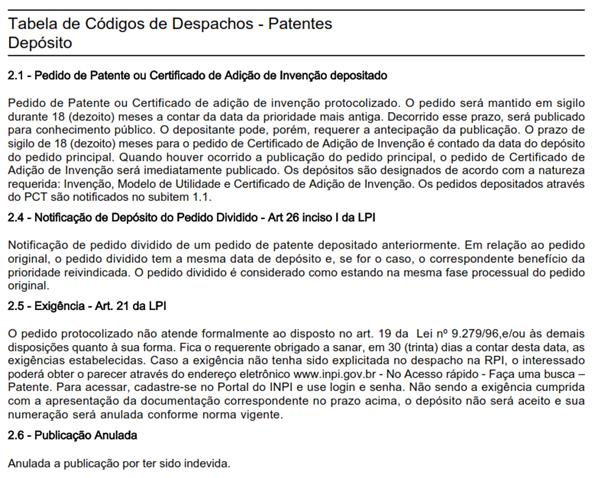 Tabela de Códigos de Despachos - Patentes
Depósito
2.1 - Pedido de Patente ou Certificado de Adição de Invenção depositado
Pedido de Patente ou Certificado de adição de invenção protocolizado. O pedido será mantido em sigilo
durante 18 (dezoito) meses a contar da data da prioridade mais antiga. Decorrido esse prazo, será publicado
para conhecimento público. O depositante pode, porém, requerer a antecipação da publicação. O prazo de
sigilo de 18 (dezoito) meses para o pedido de Certificado de Adição de Invenção é contado da data do depósito
do pedido principal. Quando houver ocorrido a publicação do pedido principal, o pedido de Certificado de
Adição de Invenção será imediatamente publicado. Os depósitos são designados de acordo com a natureza
requerida: Invenção, Modelo de Utilidade e Certificado de Adição de Invenção. Os pedidos depositados através
do PCT são notificados no subitem 1.1.
2.4 - Notificação de Depósito do Pedido Dividido - Art 26 inciso I da LPI
Notificação de pedido dividido de um pedido de patente depositado anteriormente. Em relação ao pedido
original, o pedido dividido tem a mesma data de depósito e, se for o caso, o correspondente benefício da
prioridade reivindicada. O pedido dividido é considerado como estando na mesma fase processual do pedido
original.
2.5 - Exigência - Art. 21 da LPI
O pedido protocolizado não atende formalmente ao disposto no art. 19 da Lei nº 9.279/96,e/ou às demais
disposições quanto à sua forma. Fica o requerente obrigado a sanar, em 30 (trinta) dias a contar desta data, as
exigências estabelecidas. Caso a exigência não tenha sido explicitada no despacho na RPI, o interessado
poderá obter o parecer através do endereço eletrônico www.inpi.gov.br - No Acesso rápido - Faça uma busca –
Patente. Para acessar, cadastre-se no Portal do INPI e use login e senha. Não sendo a exigência cumprida
com a apresentação da documentação correspondente no prazo acima, o depósito não será aceito e sua
numeração será anulada conforme norma vigente.
2.6 - Publicação Anulada
Anulada a publicação por ter sido indevida.